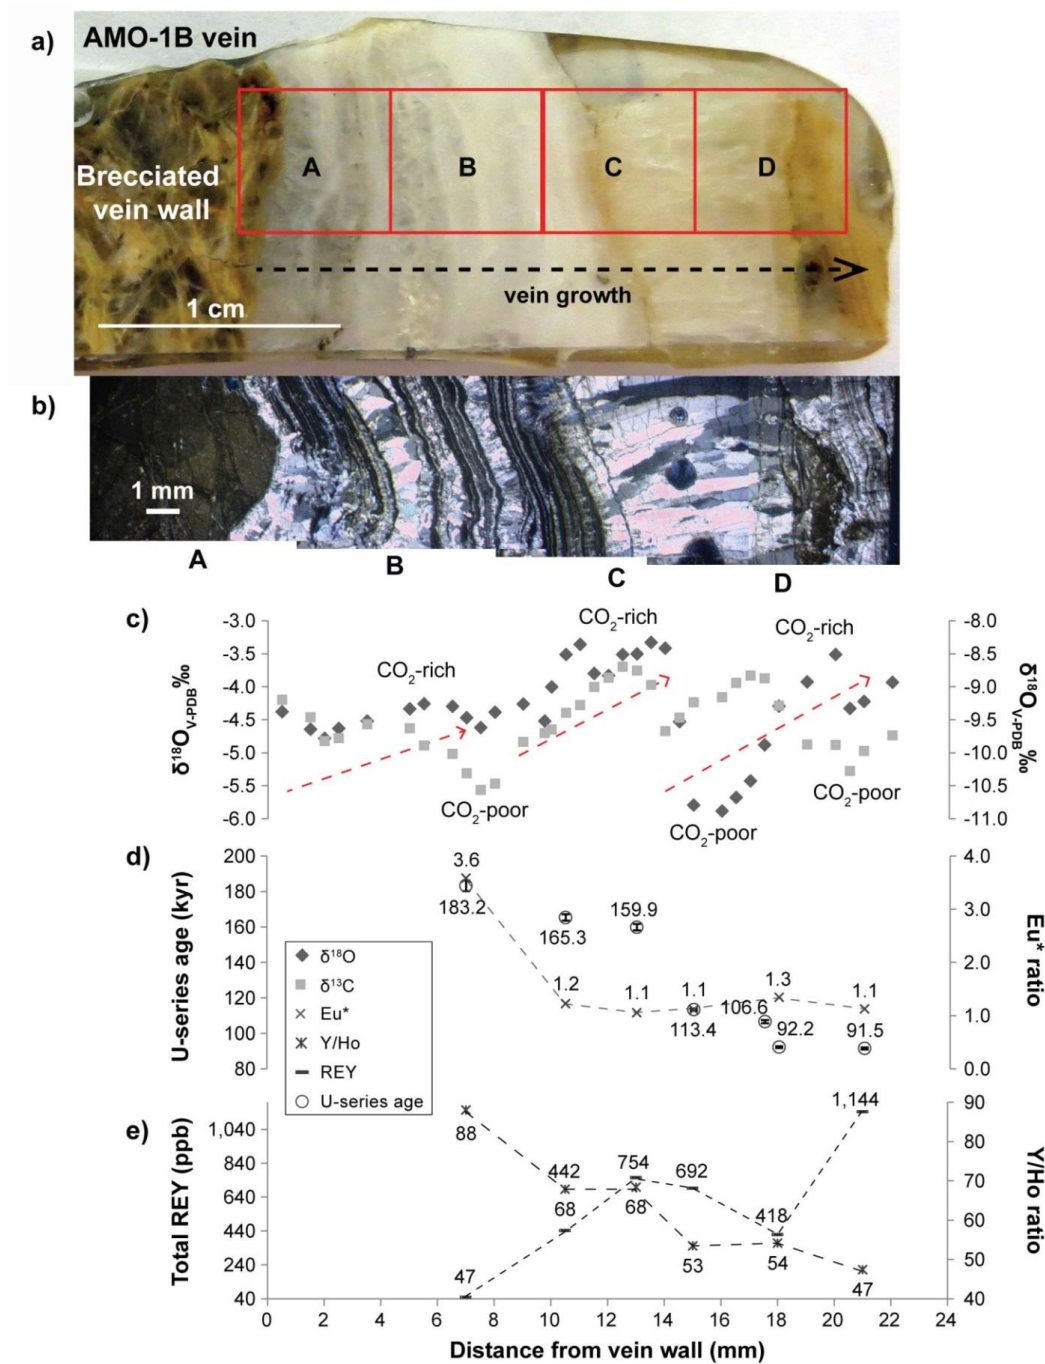 a)
AMO-1B vein
Brecciated
vein wall
A
B
C
D
vein growth
1 cm
b)
1 mm
A
B
C
D
c)
δ¹⁸O V-PDB‰
-3.0
-3.5
-4.0
-4.5
-5.0
-5.5
-6.0
CO₂-rich
CO₂-rich
CO₂-rich
CO₂-poor
CO₂-poor
CO₂-poor
-8.0
-8.5
-9.0
-9.5
-10.0
-10.5
-11.0
δ¹⁸O V-PDB‰
d)
U-series age (kyr)
200
180
160
140
120
100
80
3.6
183.2
165.3
159.9
1.2
1.1
1.1
113.4
106.6
1.3
92.2
1.1
91.5
4.0
3.0
2.0
1.0
0.0
Eu* ratio
δ¹⁸O
δ¹³C
Eu*
Y/Ho
REY
U-series age
e)
Total REY (ppb)
1,040
840
640
440
240
40
88
47
442
68
754
68
692
53
418
54
1,144
47
90
80
70
60
50
40
Y/Ho ratio
0 2 4 6 8 10 12 14 16 18 20 22 24
Distance from vein wall (mm)